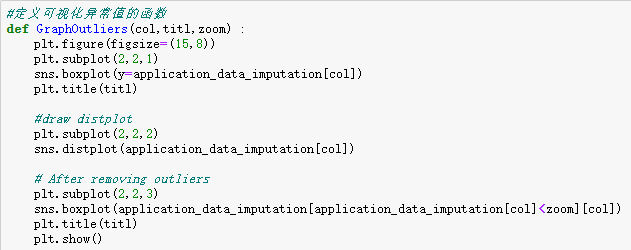 #定义可视化异常值的函数
def GraphOutliers(col,titl,zoom) :
    plt.figure(figsize=(15,8))
    plt.subplot(2,2,1)
    sns.boxplot(y=application_data_imputation[col])
    plt.title(titl)
    #draw distplot
    plt.subplot(2,2,2)
    sns.distplot(application_data_imputation[col])
    # After removing outliers
    plt.subplot(2,2,3)
    sns.boxplot(application_data_imputation[application_data_imputation[col]<zoom][col])
    plt.title(titl)
    plt.show()